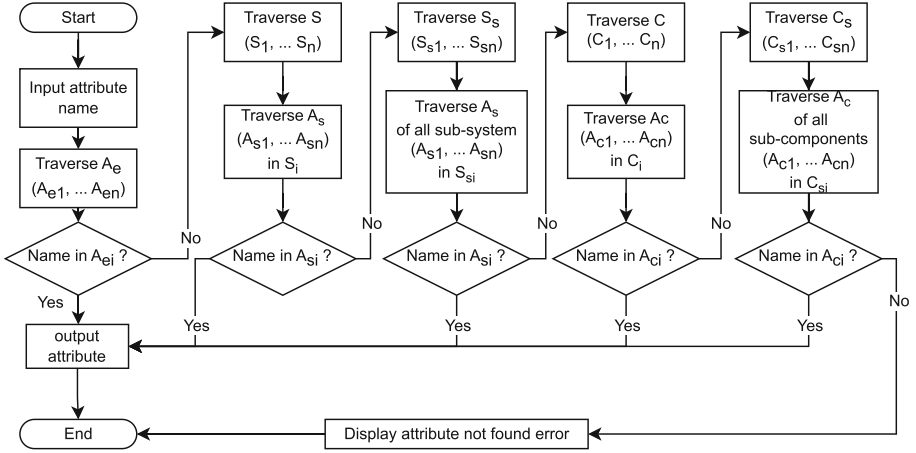 Start
Input attribute
name
Traverse Ae
(Ae1, ... Aen)
Name in Aei ?
Yes
No
output
attribute
End
Traverse S
(S1, ... Sn)
Traverse As
(As1, ... Asn)
in Si
Name in Asi ?
Yes
No
Traverse Ss
(Ss1, ... Ssn)
Traverse As
of all sub-system
(As1, ... Asn)
in Ssi
Name in Asi ?
Yes
No
Traverse C
(C1, ... Cn)
Traverse Ac
(Ac1, ... Acn)
in Ci
Name in Aci ?
Yes
No
Traverse Cs
(Cs1, ... Csn)
Traverse Ac
of all
sub-components
(Ac1, ... Acn)
in Csi
Name in Aci ?
Yes
No
Display attribute not found error